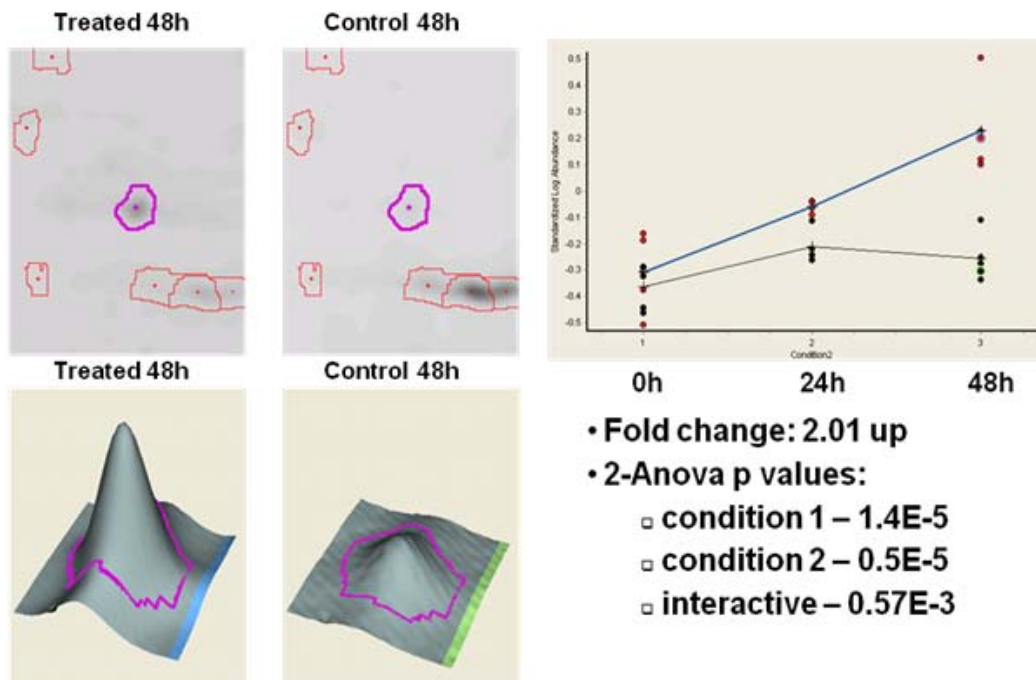 Treated 48h
Control 48h
Standardized Log Abundance
0.5
0.4
0.3
0.2
0.1
0
-0.1
-0.2
-0.3
-0.4
-0.5
1
2
3
Condition2
0h
24h
48h
Treated 48h
Control 48h
• Fold change: 2.01 up
• 2-Anova p values:
□ condition 1 – 1.4E-5
□ condition 2 – 0.5E-5
□ interactive – 0.57E-3